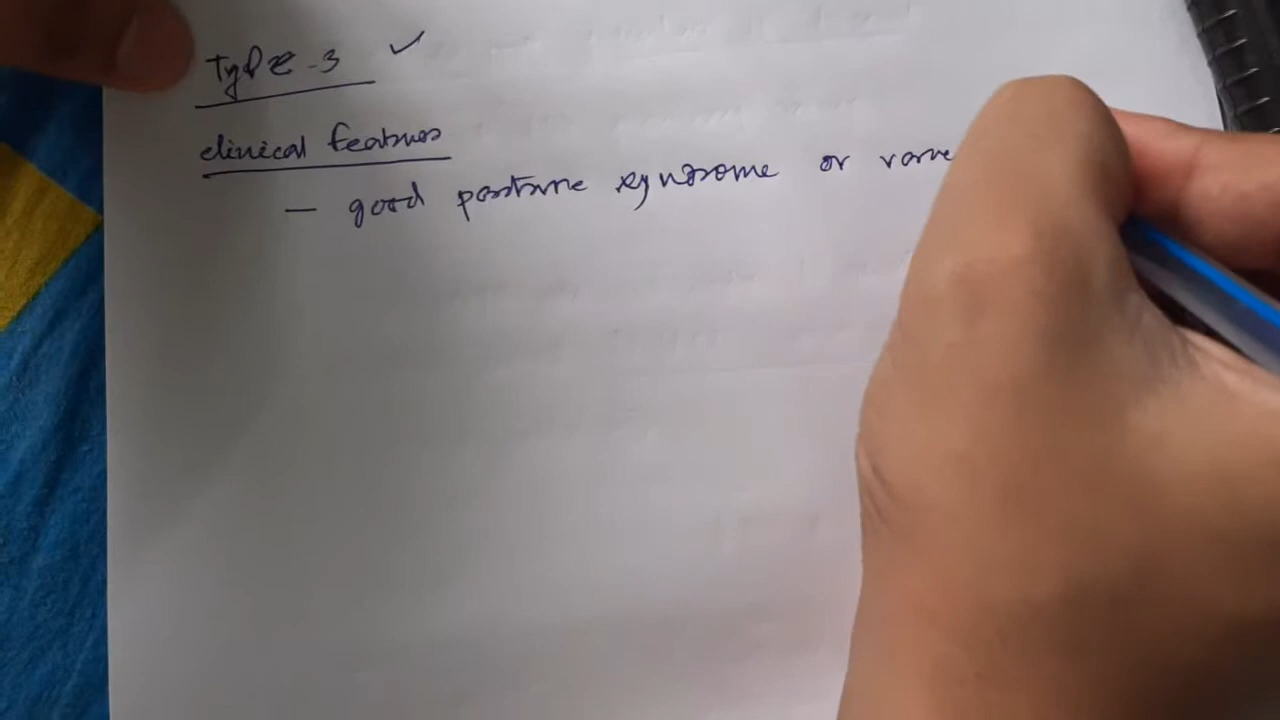 Type-3 ✓
clinical features
— good posture syndrome or